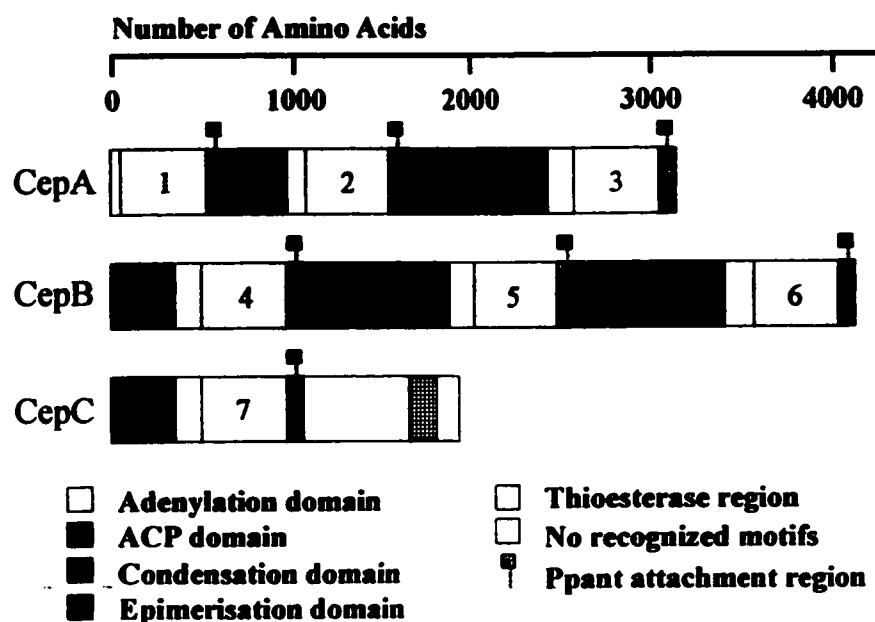 Number of Amino Acids
0 1000 2000 3000 4000
CepA 1 2 3
CepB 4 5 6
CepC 7
Adenylation domain
ACP domain
Condensation domain
Epimerisation domain
Thioesterase region
No recognized motifs
Ppant attachment region